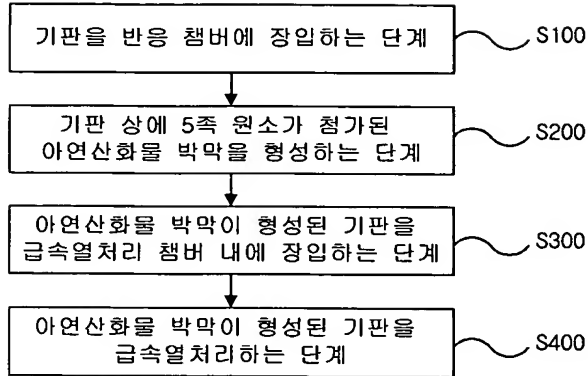 기판을 반응 챔버에 장입하는 단계
S100
기판 상에 5족 원소가 첨가된
아연산화물 박막을 형성하는 단계
S200
아연산화물 박막이 형성된 기판을
급속열처리 챔버 내에 장입하는 단계
S300
아연산화물 박막이 형성된 기판을
급속열처리하는 단계
S400